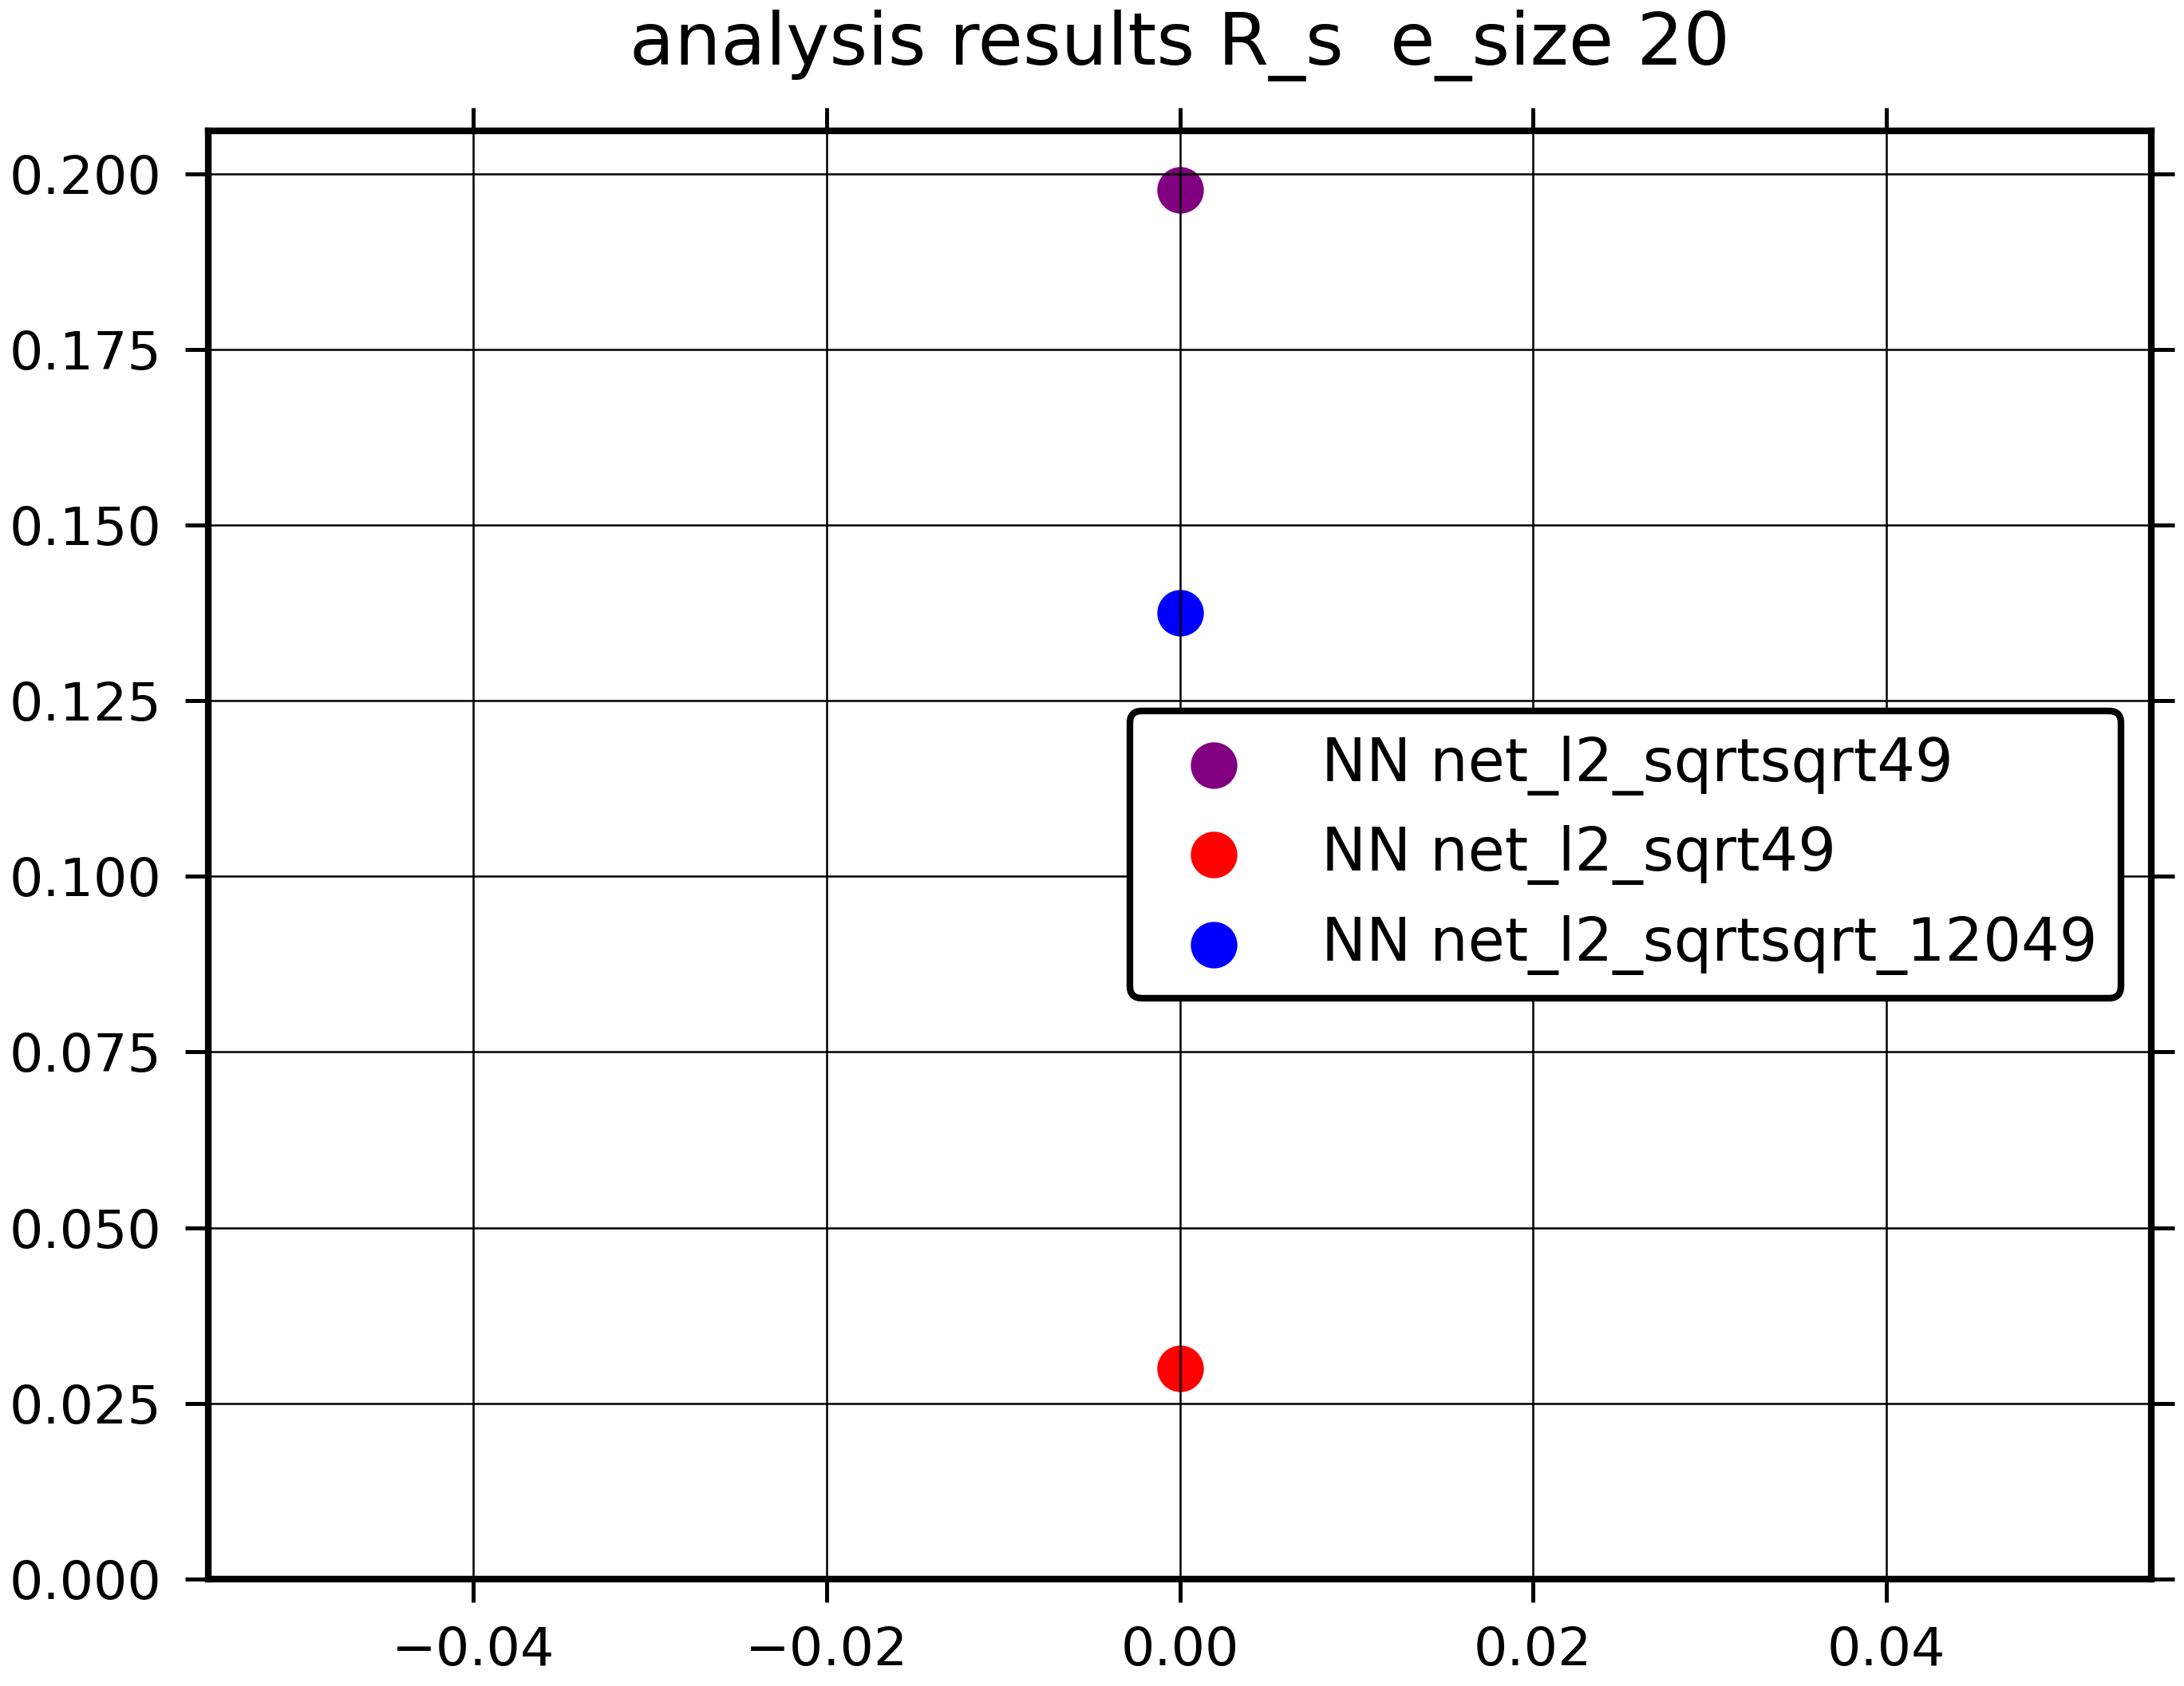 analysis results R_s  e_size 20
0.200
0.175
0.150
0.125
0.100
0.075
0.050
0.025
0.000
NN net_l2_sqrtsqrt49
NN net_l2_sqrt49
NN net_l2_sqrtsqrt_12049
−0.04 −0.02 0.00 0.02 0.04